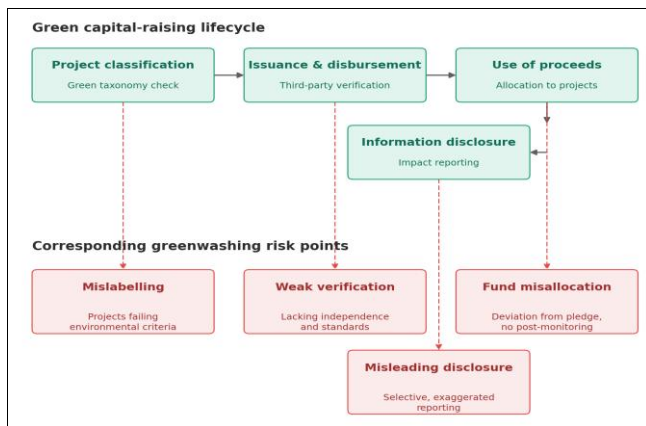 Green capital-raising lifecycle
Project classification
Green taxonomy check
Issuance & disbursement
Third-party verification
Use of proceeds
Allocation to projects
Information disclosure
Impact reporting
Corresponding greenwashing risk points
Mislabelling
Projects failing
environmental criteria
Weak verification
Lacking independence
and standards
Fund misallocation
Deviation from pledge,
no post-monitoring
Misleading disclosure
Selective, exaggerated
reporting